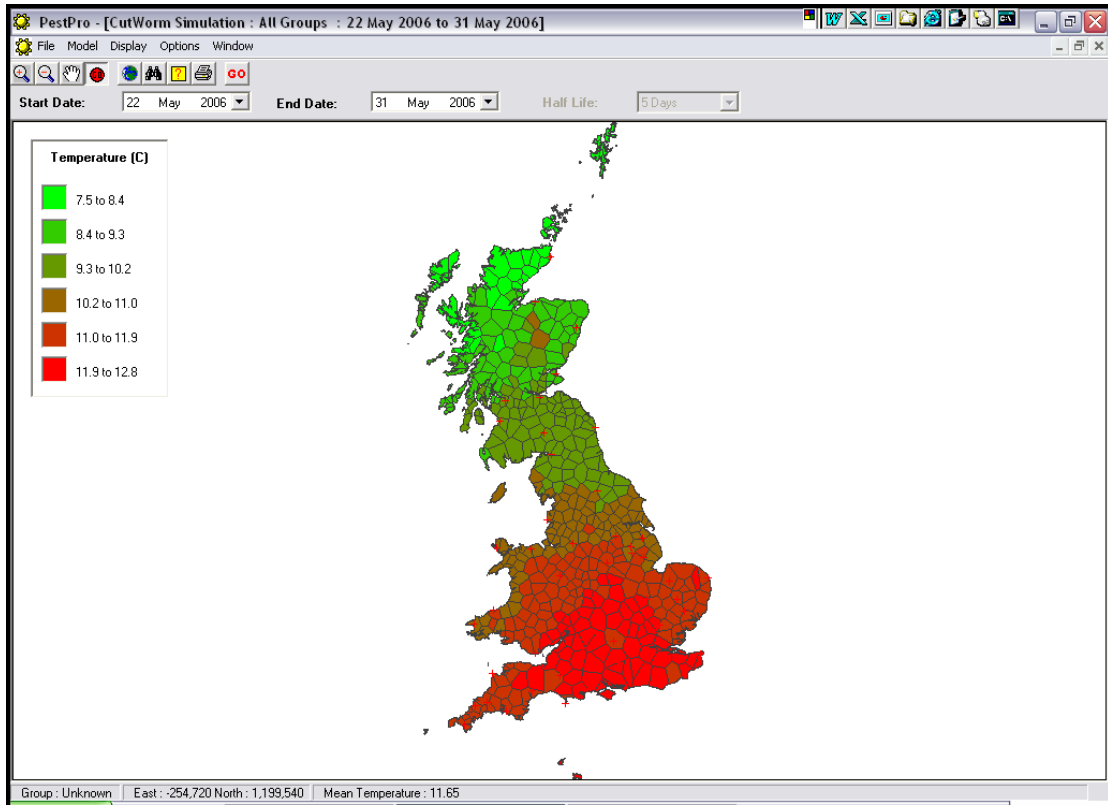 PestPro - [CutWorm Simulation : All Groups : 22 May 2006 to 31 May 2006]
File Model Display Options Window
GO
Start Date: 22 May 2006 End Date: 31 May 2006 Half Life: 5 Days
Temperature (C)
7.5 to 8.4
8.4 to 9.3
9.3 to 10.2
10.2 to 11.0
11.0 to 11.9
11.9 to 12.8
Group : Unknown East : -254,720 North : 1,199,540 Mean Temperature : 11.65